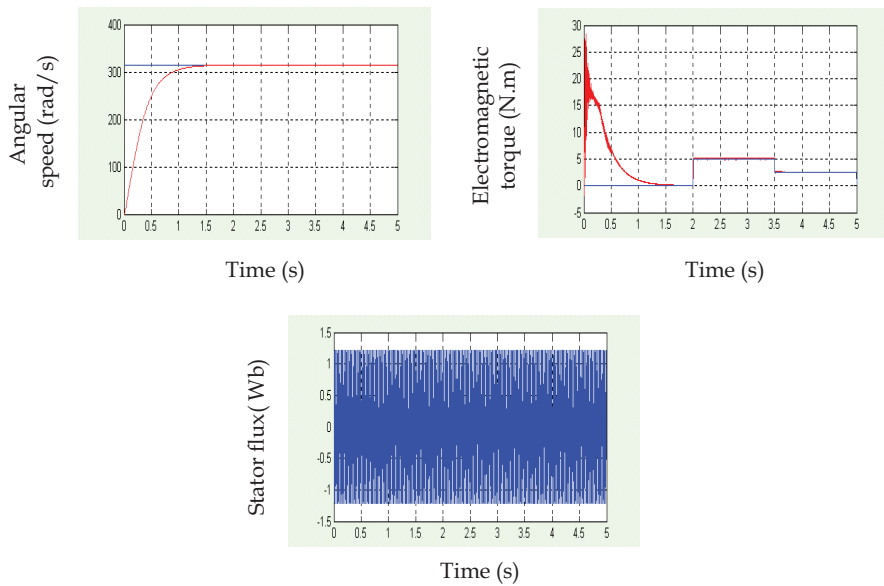 Angular
speed (rad/s)
400
300
200
100
0
0 0.5 1 1.5 2 2.5 3 3.5 4 4.5 5
Time (s)
Electromagnetic
torque (N.m)
30
25
20
15
10
5
0
-5
0 0.5 1 1.5 2 2.5 3 3.5 4 4.5 5
Time (s)
Stator flux( Wb)
1.5
1
0.5
0
-0.5
-1
-1.5
0 0.5 1 1.5 2 2.5 3 3.5 4 4.5 5
Time (s)